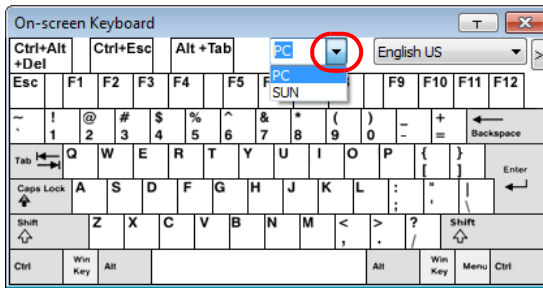 On-screen Keyboard
Ctrl+Alt +Del Ctrl+Esc Alt +Tab PC English US >
PC
SUN
Esc F1 F2 F3 F4 F5 F9 F10 F11 F12
~ ! @ # $ % ^ & * ( ) _ +
` 1 2 3 4 5 6 7 8 9 0 - = Backspace
Tab Q W E R T Y U I O P { }
[ ] Enter
Caps Lock A S D F G H J K L : " |
; ' \
Shift Z X C V B N M < > ? Shift
, . /
Ctrl Win Key Alt Alt Win Key Menu Ctrl